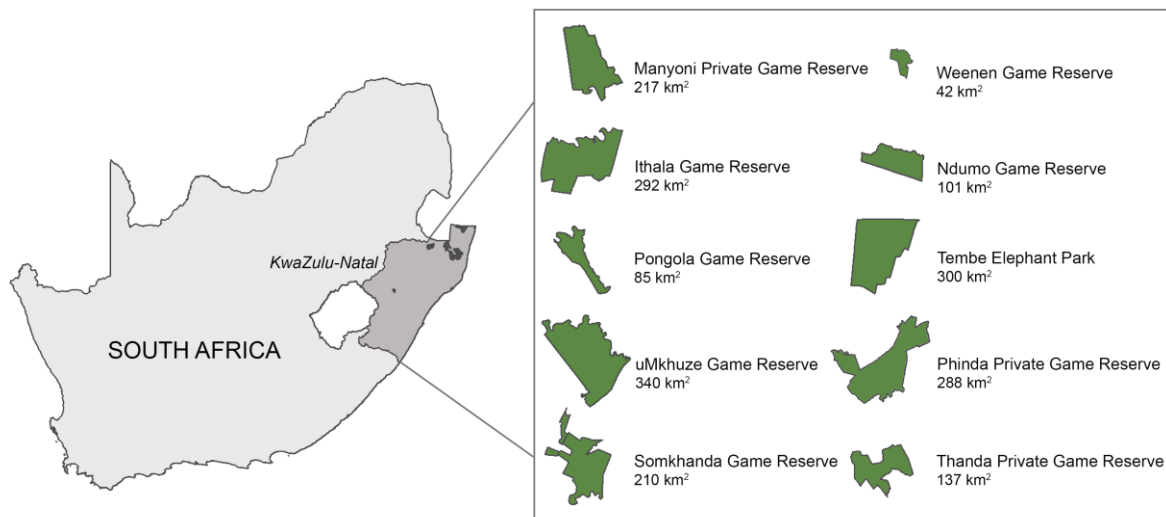 KwaZulu-Natal
SOUTH AFRICA
Manyoni Private Game Reserve
217 km²
Weenen Game Reserve
42 km²
Ithala Game Reserve
292 km²
Ndumo Game Reserve
101 km²
Pongola Game Reserve
85 km²
Tembe Elephant Park
300 km²
uMkhuze Game Reserve
340 km²
Phinda Private Game Reserve
288 km²
Somkhanda Game Reserve
210 km²
Thanda Private Game Reserve
137 km²